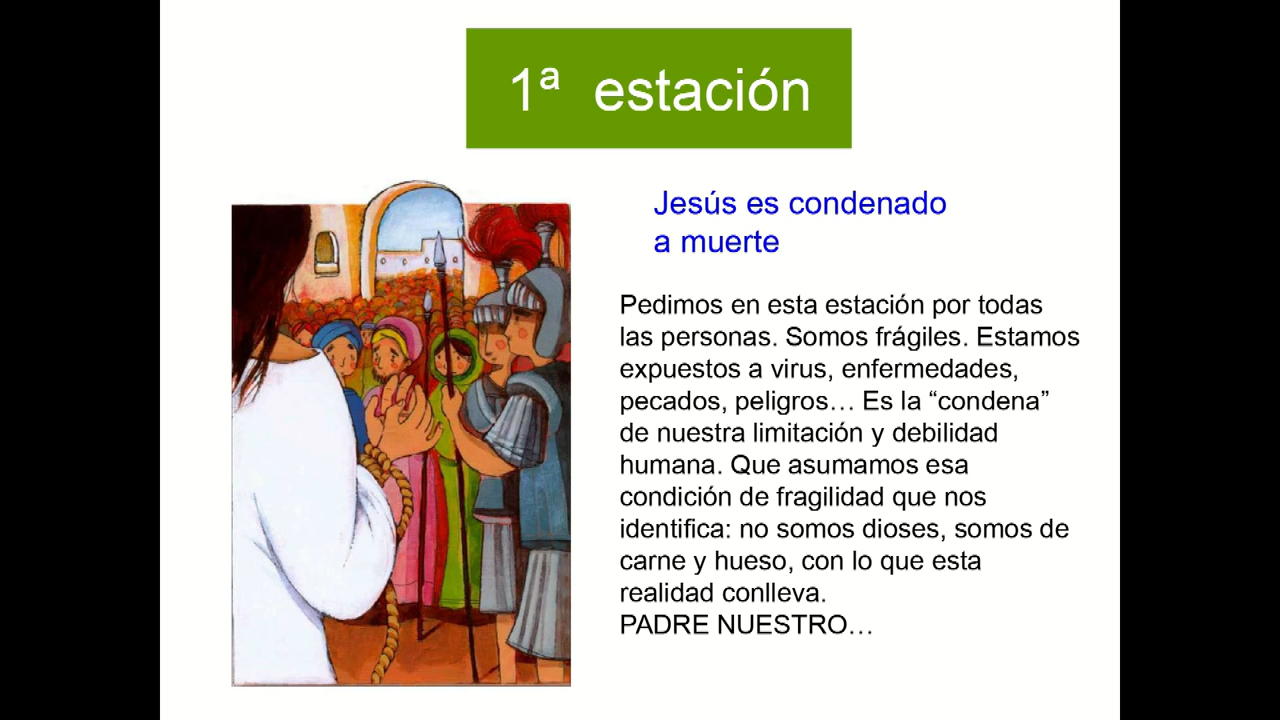 1ª estación
Jesús es condenado
a muerte
Pedimos en esta estación por todas
las personas. Somos frágiles. Estamos
expuestos a virus, enfermedades,
pecados, peligros… Es la “condena”
de nuestra limitación y debilidad
humana. Que asumamos esa
condición de fragilidad que nos
identifica: no somos dioses, somos de
carne y hueso, con lo que esta
realidad conlleva.
PADRE NUESTRO…